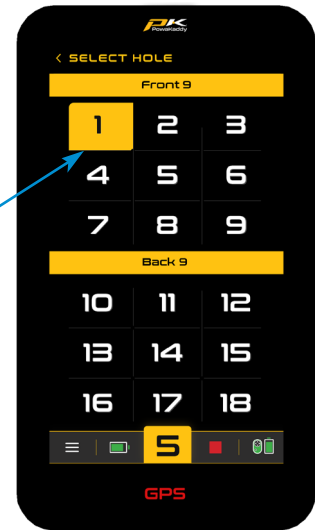 PK
PowaKaddy
< SELECT HOLE
Front 9
1 2 3
4 5 6
7 8 9
Back 9
10 11 12
13 14 15
16 17 18
5
GPS